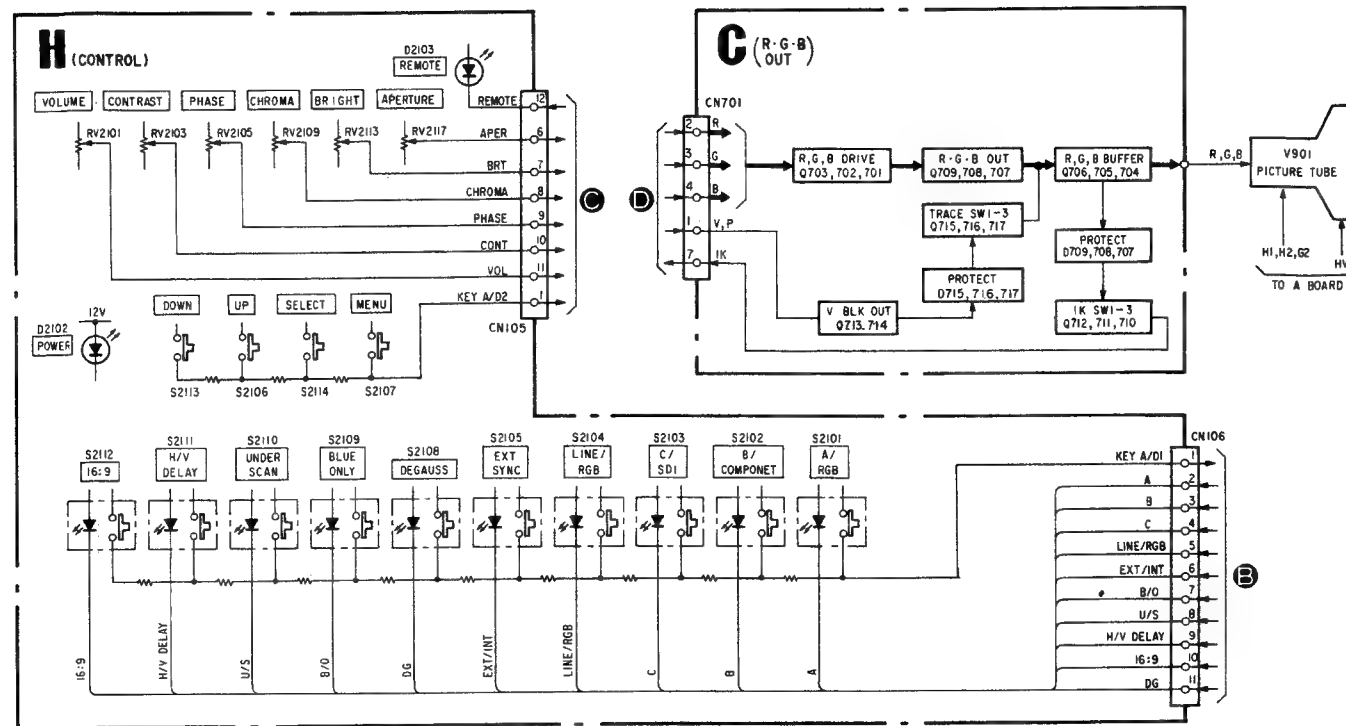 H (CONTROL)
D2103
REMOTE
VOLUME CONTRAST PHASE CHROMA BRIGHT APERTURE
RV2101 RV2103 RV2105 RV2109 RV2113 RV2117
REMOTE 12
APER 6
BRT 7
CHROMA 8
PHASE 9
CONT 10
VOL 11
KEY A/D2 1
CN105
C
12V
D2102
POWER
DOWN UP SELECT MENU
S2113 S2106 S2114 S2107
C (R·G·B OUT)
CN701
D
2 R
3 G
4 B
1 V,P
7 IK
R,G,B DRIVE
Q703,702,701
R·G·B OUT
Q709,708,707
R,G,B BUFFER
Q706,705,704
TRACE SW1-3
Q715,716,717
PROTECT
D715,716,717
V BLK OUT
Q713,714
PROTECT
D709,708,707
IK SW1-3
Q712,711,710
R,G,B
V901
PICTURE TUBE
H1,H2,G2
HV
TO A BOARD
S2112
16:9
S2111
H/V
DELAY
S2110
UNDER
SCAN
S2109
BLUE
ONLY
S2108
DEGAUSS
S2105
EXT
SYNC
S2104
LINE/
RGB
S2103
C/
SDI
S2102
B/
COMPONET
S2101
A/
RGB
CN106
KEY A/D1 1
A 2
B 3
C 4
LINE/RGB 5
EXT/INT 6
B/O 7
U/S 8
H/V DELAY 9
16:9 10
DG 11
B
16:9 H/V DELAY U/S B/O DG EXT/INT LINE/RGB C B A